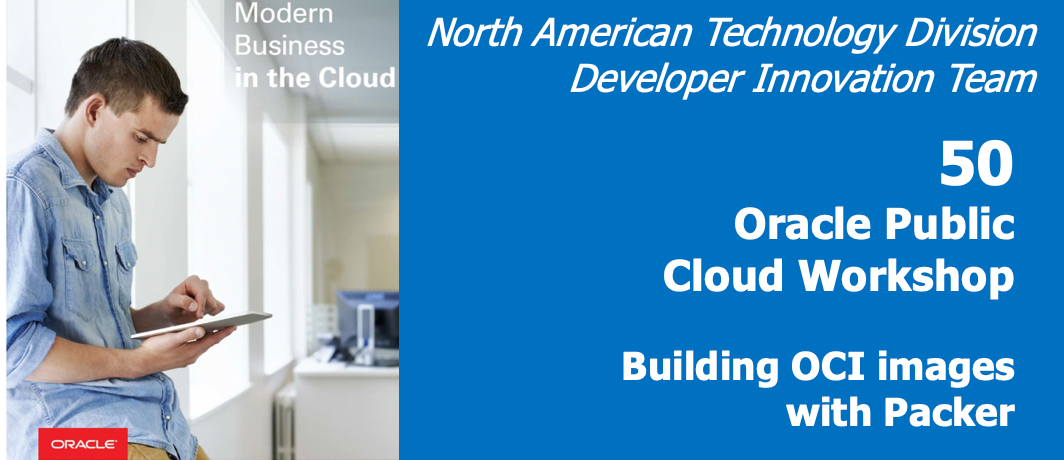 Modern
Business
in the Cloud
North American Technology Division
Developer Innovation Team
50
Oracle Public
Cloud Workshop
Building OCI images
with Packer
ORACLE